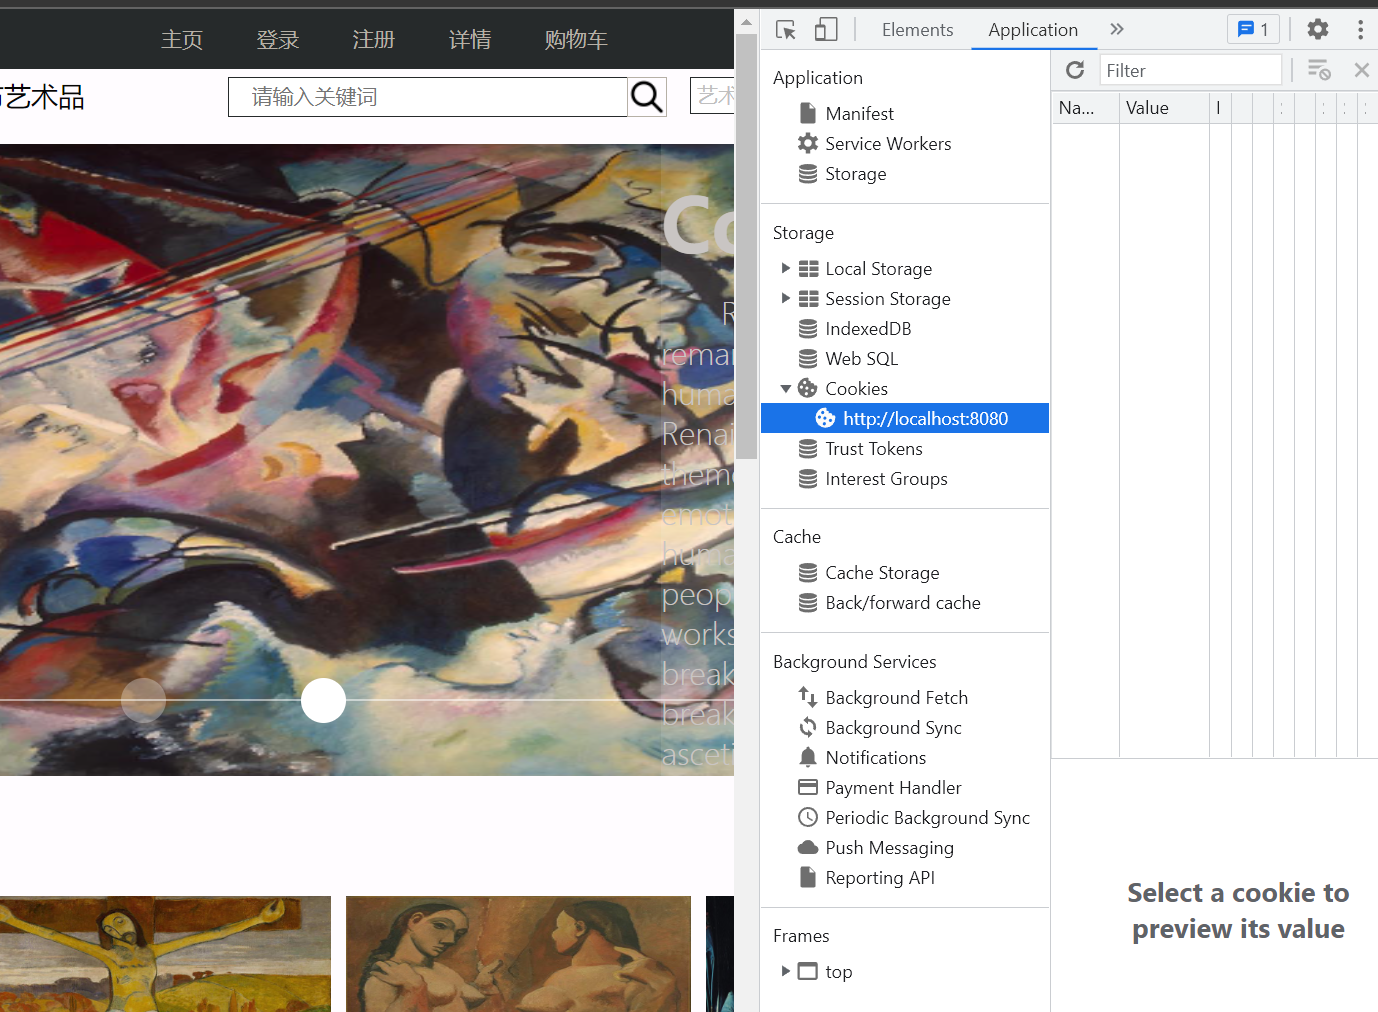 主页 登录 注册 详情 购物车
艺术品 请输入关键词 艺术
Co
R
remar
huma
Renai
theme
emot
huma
peop
works
break
break
asceti
Elements Application 1
Application
Manifest
Service Workers
Storage
Storage
Local Storage
Session Storage
IndexedDB
Web SQL
Cookies
http://localhost:8080
Trust Tokens
Interest Groups
Cache
Cache Storage
Back/forward cache
Background Services
Background Fetch
Background Sync
Notifications
Payment Handler
Periodic Background Sync
Push Messaging
Reporting API
Frames
top
Filter
Na... Value
Select a cookie to
preview its value